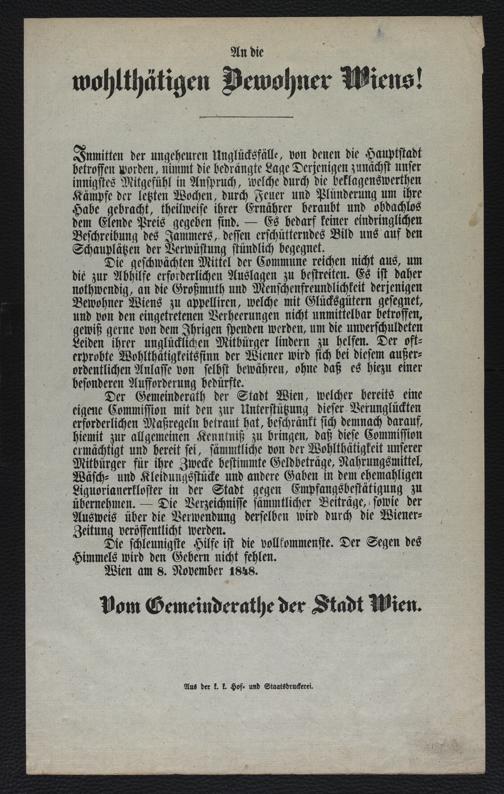 An die
wohlthätigen Bewohner Wiens!
Inmitten der ungeheuren Unglücksfälle, von denen die Hauptstadt
betroffen worden, nimmt die bedrängte Lage Derjenigen zunächst unser
innigstes Mitgefühl in Anspruch, welche durch die beklagenswerthen
Kämpfe der letzten Wochen, durch Feuer und Plünderung um ihre
Habe gebracht, theilweise ihrer Ernährer beraubt und obdachlos
dem Elende Preis gegeben sind. — Es bedarf keiner eindringlichen
Beschreibung des Jammers, dessen erschütterndes Bild uns auf den
Schauplätzen der Verwüstung stündlich begegnet.
Die geschwächten Mittel der Commune reichen nicht aus, um
die zur Abhilfe erforderlichen Auslagen zu bestreiten. Es ist daher
nothwendig, an die Großmuth und Menschenfreundlichkeit derjenigen
Bewohner Wiens zu appelliren, welche mit Glücksgütern gesegnet,
und von den eingetretenen Verheerungen nicht unmittelbar betroffen,
gewiß gerne von dem Ihrigen spenden werden, um die unverschuldeten
Leiden ihrer unglücklichen Mitbürger lindern zu helfen. Der oft-
erprobte Wohlthätigkeitssinn der Wiener wird sich bei diesem außer-
ordentlichen Anlasse von selbst bewähren, ohne daß es hiezu einer
besonderen Aufforderung bedürfte.
Der Gemeinderath der Stadt Wien, welcher bereits eine
eigene Commission mit den zur Unterstützung dieser Verunglückten
erforderlichen Maßregeln betraut hat, beschränkt sich demnach darauf,
hiemit zur allgemeinen Kenntniß zu bringen, daß diese Commission
ermächtigt und bereit sei, sämmtliche von der Wohlthätigkeit unserer
Mitbürger für ihre Zwecke bestimmte Geldbeträge, Nahrungsmittel,
Wäsch- und Kleidungsstücke und andere Gaben in dem ehemahligen
Liguorianerkloster in der Stadt gegen Empfangsbestätigung zu
übernehmen. — Die Verzeichnisse sämmtlicher Beiträge, sowie der
Ausweis über die Verwendung derselben wird durch die Wiener-
Zeitung veröffentlicht werden.
Die schleunigste Hilfe ist die vollkommenste. Der Segen des
Himmels wird den Gebern nicht fehlen.
Wien am 8. November 1848.
Vom Gemeinderathe der Stadt Wien.
Aus der k. k. Hof- und Staatsdruckerei.